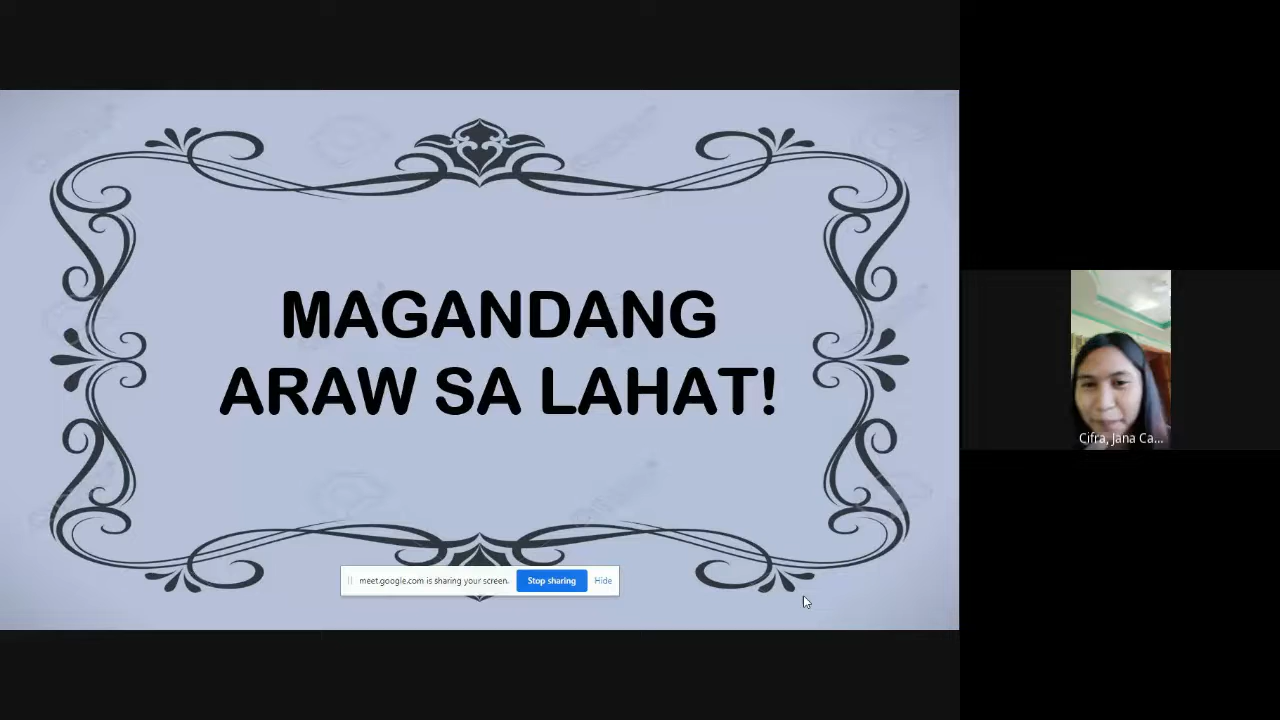 MAGANDANG
ARAW SA LAHAT!
meet.google.com is sharing your screen.
Stop sharing
Hide
Cifra, Jana Ca...